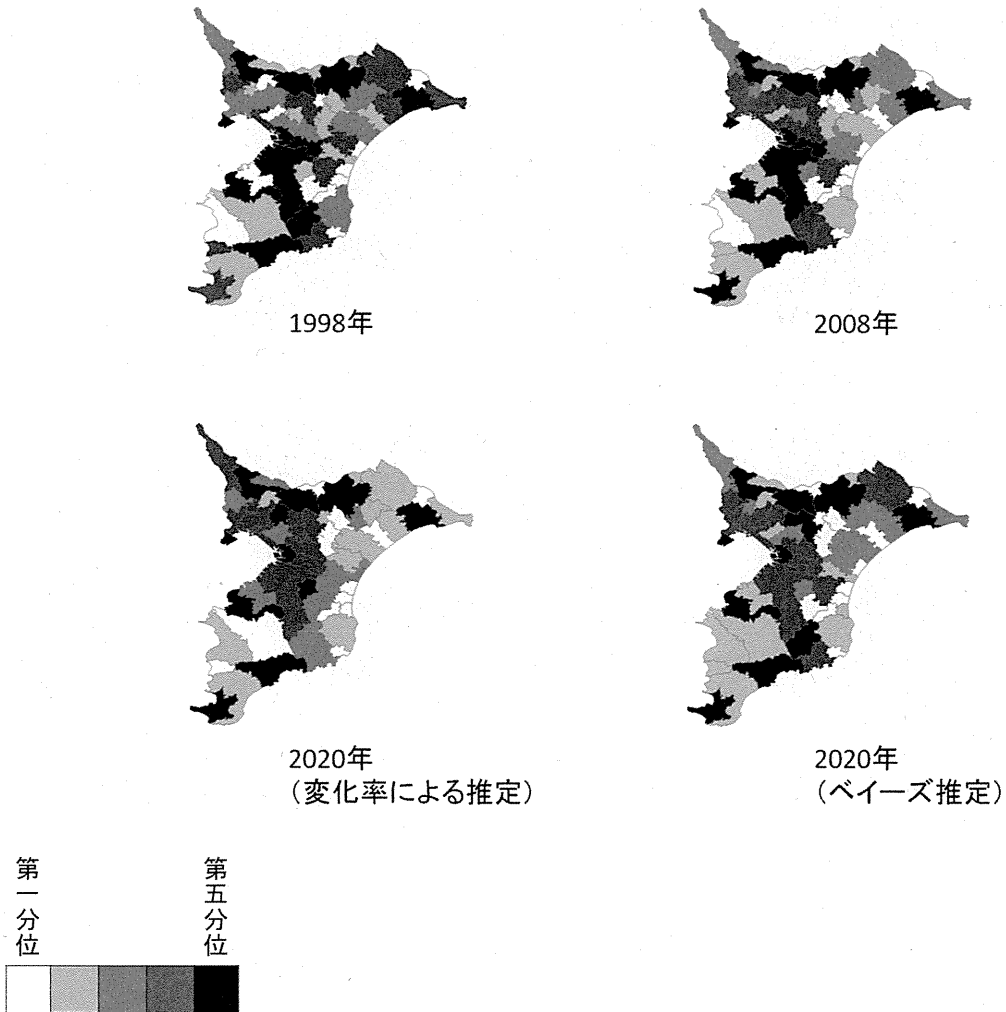 1998年
2008年
2020年
(変化率による推定)
2020年
(ベイーズ推定)
第一分位
第五分位